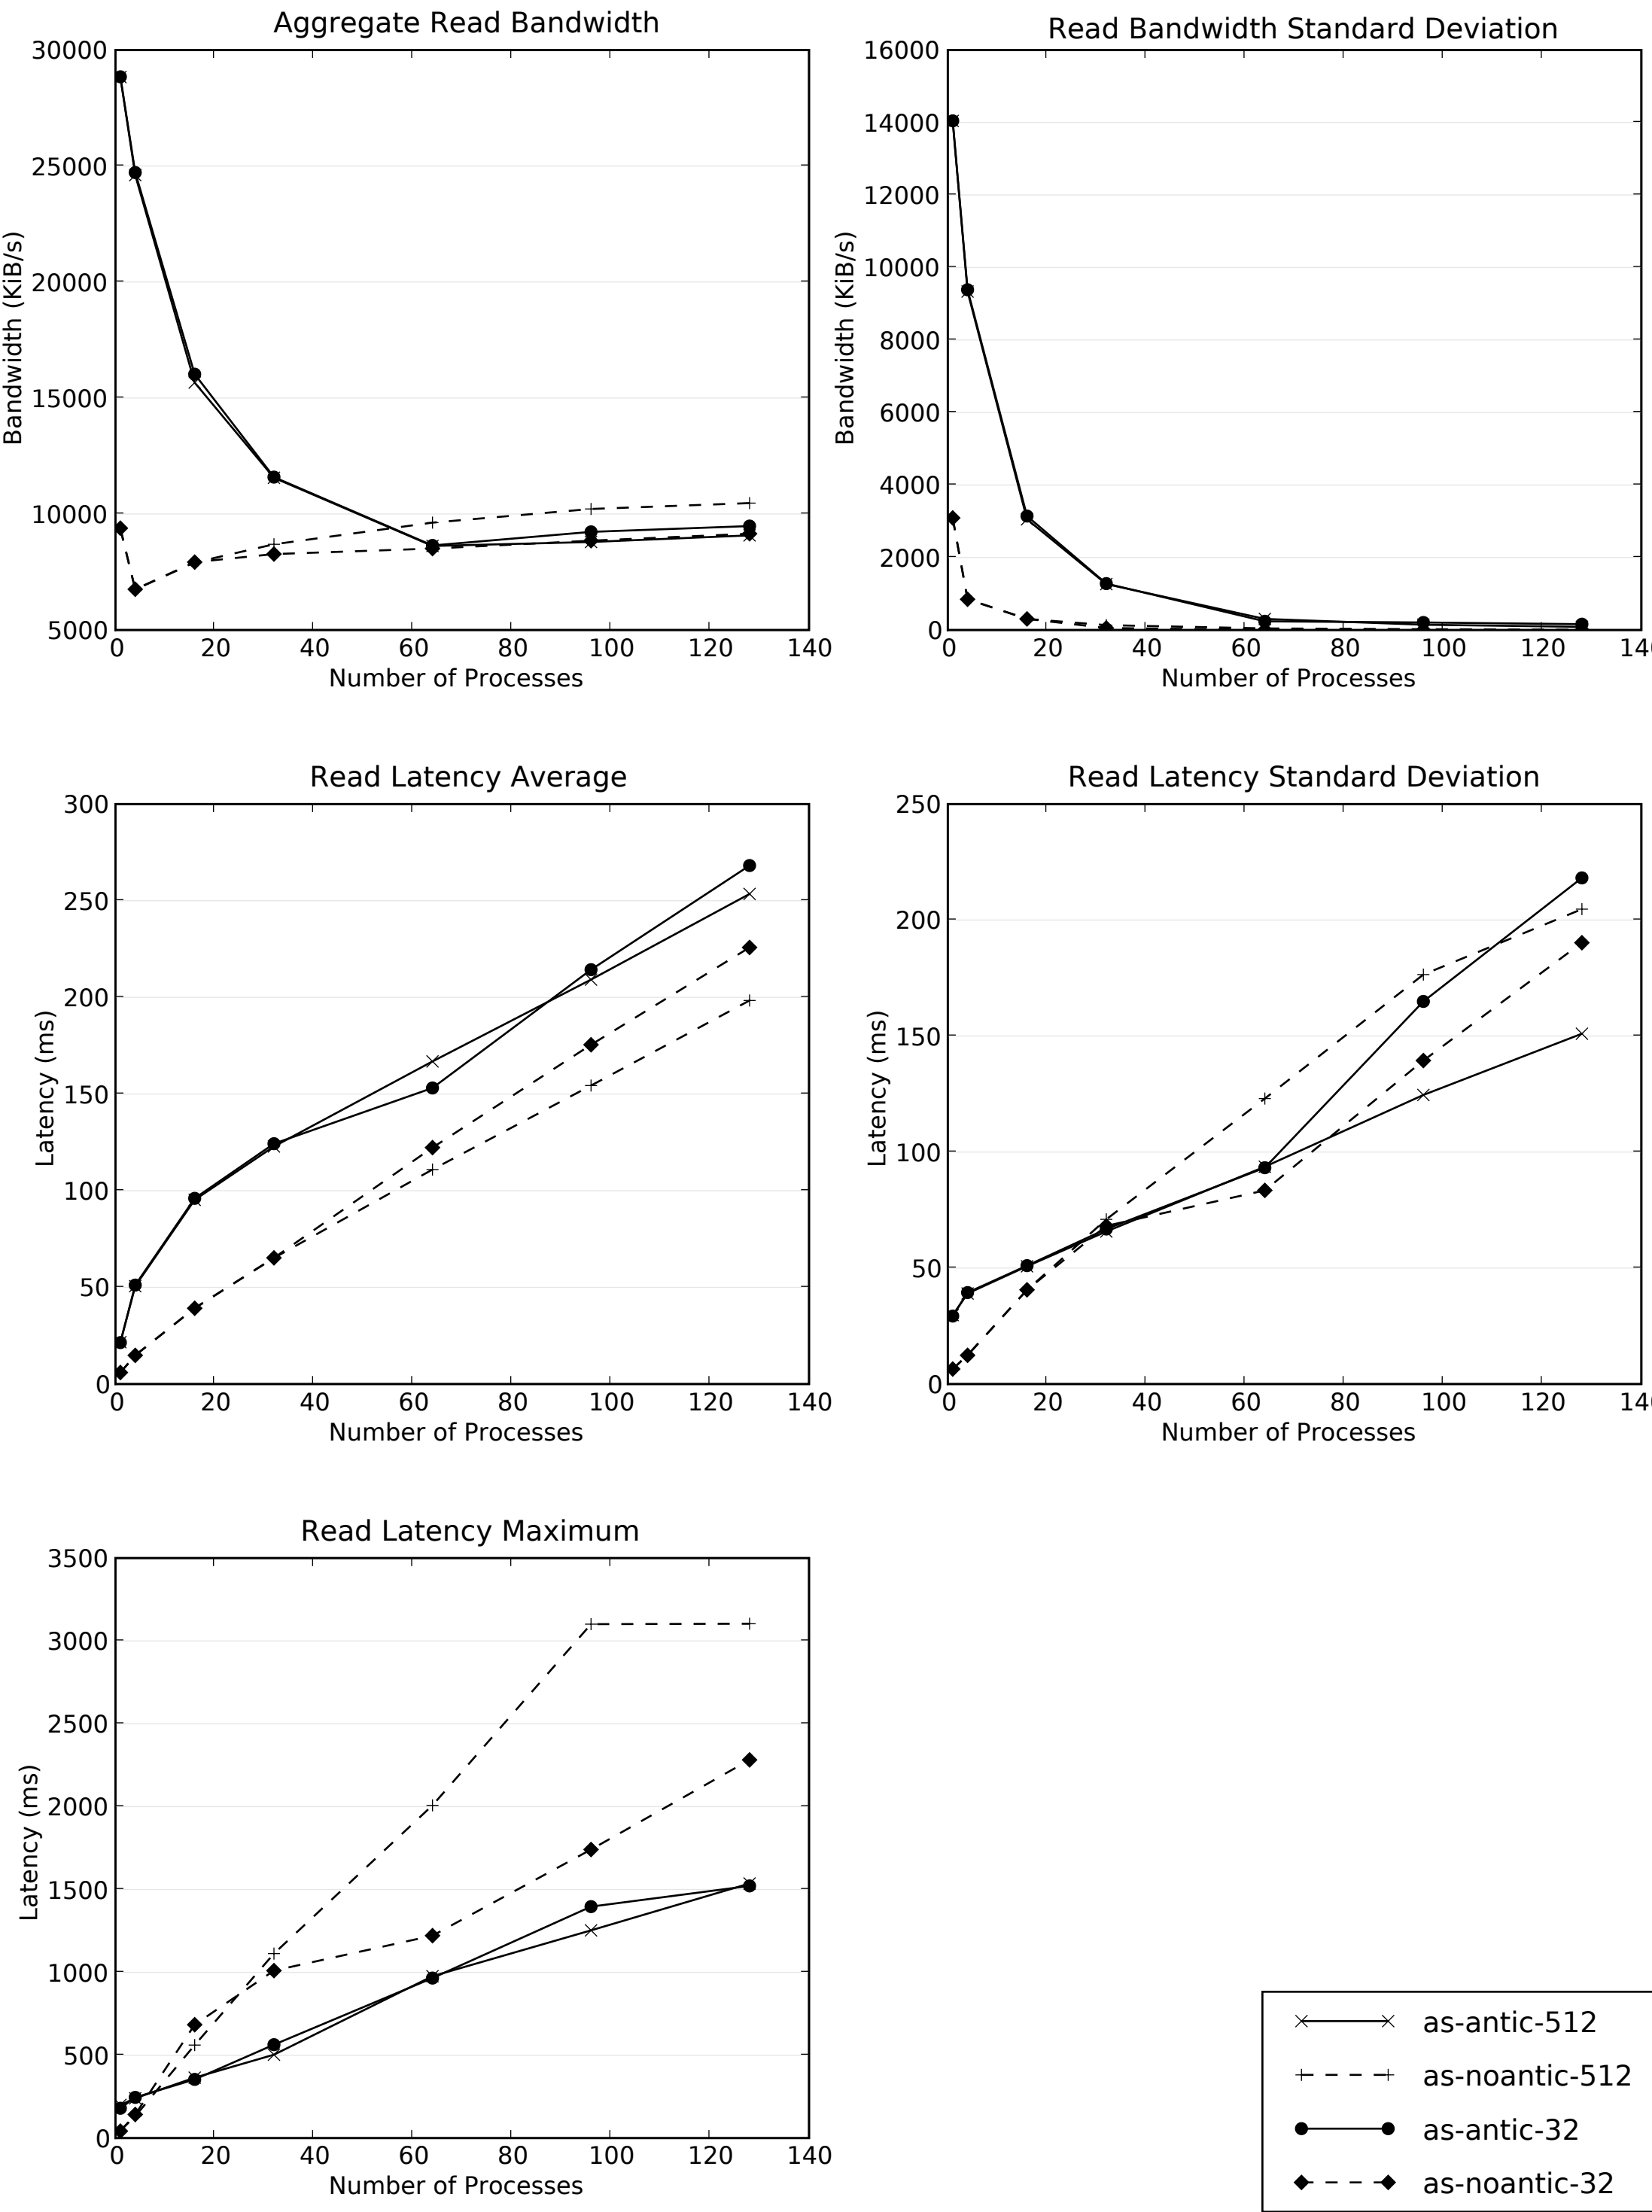 Aggregate Read Bandwidth
30000
25000
20000
15000
10000
5000
Bandwidth (KiB/s)
0 20 40 60 80 100 120 140
Number of Processes
Read Bandwidth Standard Deviation
16000
14000
12000
10000
8000
6000
4000
2000
0
Bandwidth (KiB/s)
0 20 40 60 80 100 120 14
Number of Processes
Read Latency Average
300
250
200
150
100
50
0
Latency (ms)
0 20 40 60 80 100 120 140
Number of Processes
Read Latency Standard Deviation
250
200
150
100
50
0
Latency (ms)
0 20 40 60 80 100 120 14
Number of Processes
Read Latency Maximum
3500
3000
2500
2000
1500
1000
500
0
Latency (ms)
0 20 40 60 80 100 120 140
Number of Processes
as-antic-512
as-noantic-512
as-antic-32
as-noantic-32